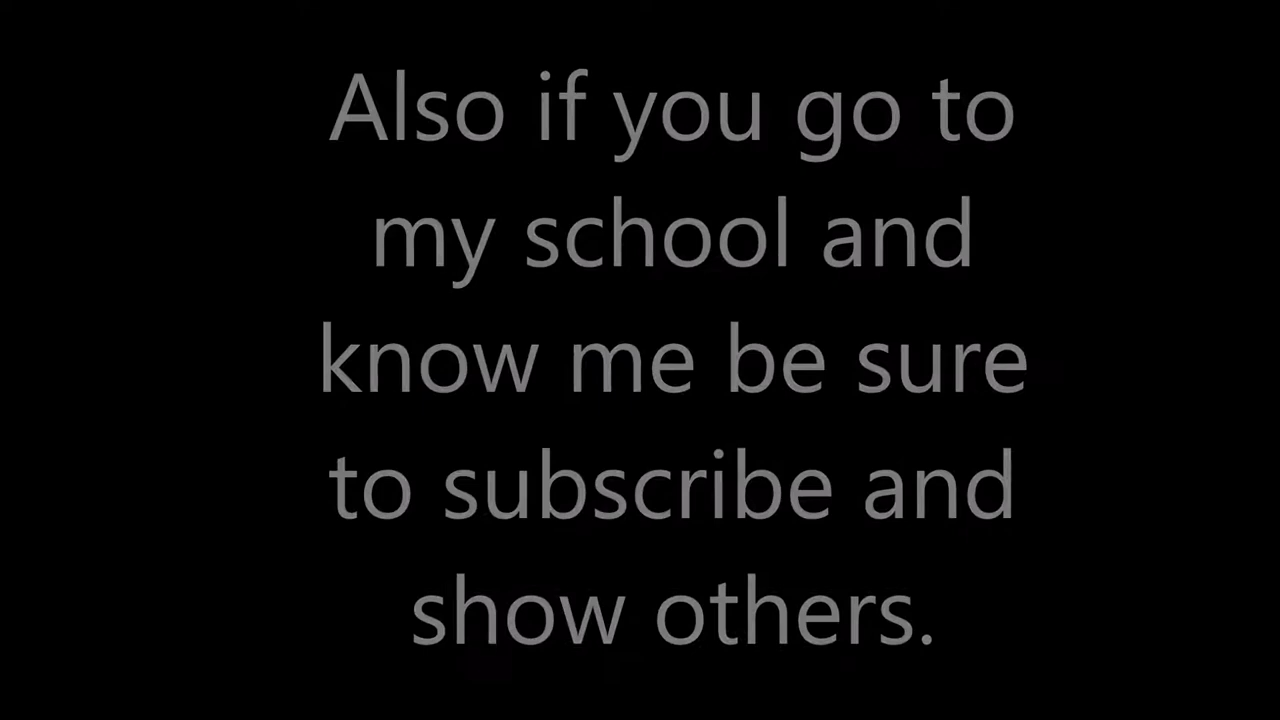 Also if you go to
my school and
know me be sure
to subscribe and
show others.